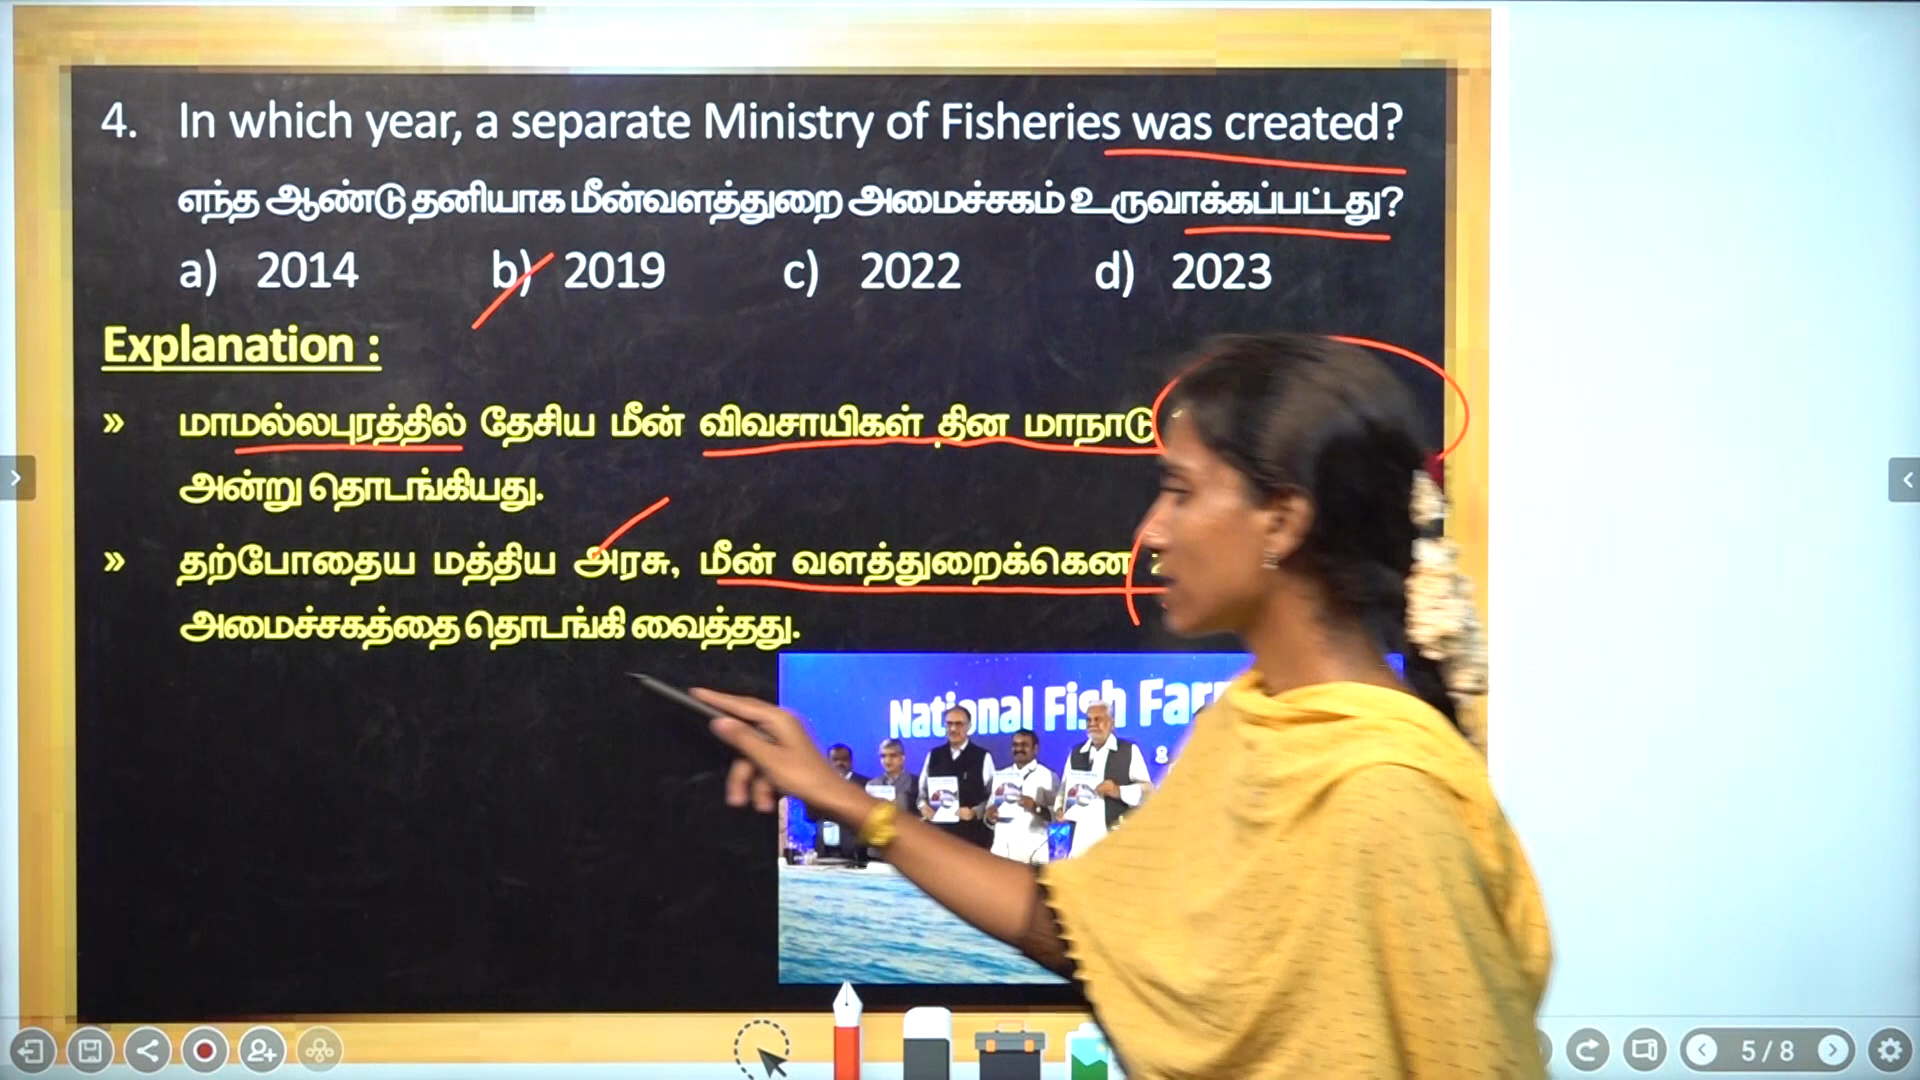 4. In which year, a separate Ministry of Fisheries was created?
எந்த ஆண்டு தனியாக மீன்வளத்துறை அமைச்சகம் உருவாக்கப்பட்டது?
a) 2014 b) 2019 c) 2022 d) 2023
Explanation :
» மாமல்லபுரத்தில் தேசிய மீன் விவசாயிகள் தின மாநாடு
அன்று தொடங்கியது.
» தற்போதைய மத்திய அரசு, மீன் வளத்துறைக்கென
அமைச்சகத்தை தொடங்கி வைத்தது.
National Fish
5 / 8